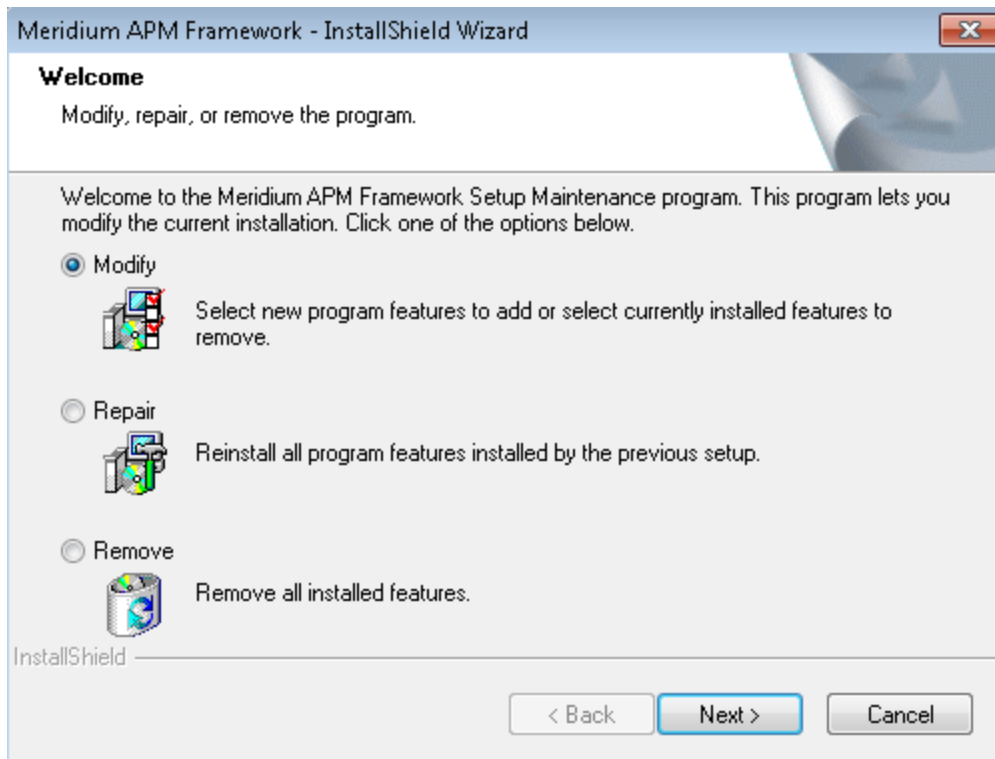 Meridium APM Framework - InstallShield Wizard
Welcome
Modify, repair, or remove the program.
Welcome to the Meridium APM Framework Setup Maintenance program. This program lets you
modify the current installation. Click one of the options below.
Modify
Select new program features to add or select currently installed features to
remove.
Repair
Reinstall all program features installed by the previous setup.
Remove
Remove all installed features.
InstallShield
< Back
Next >
Cancel